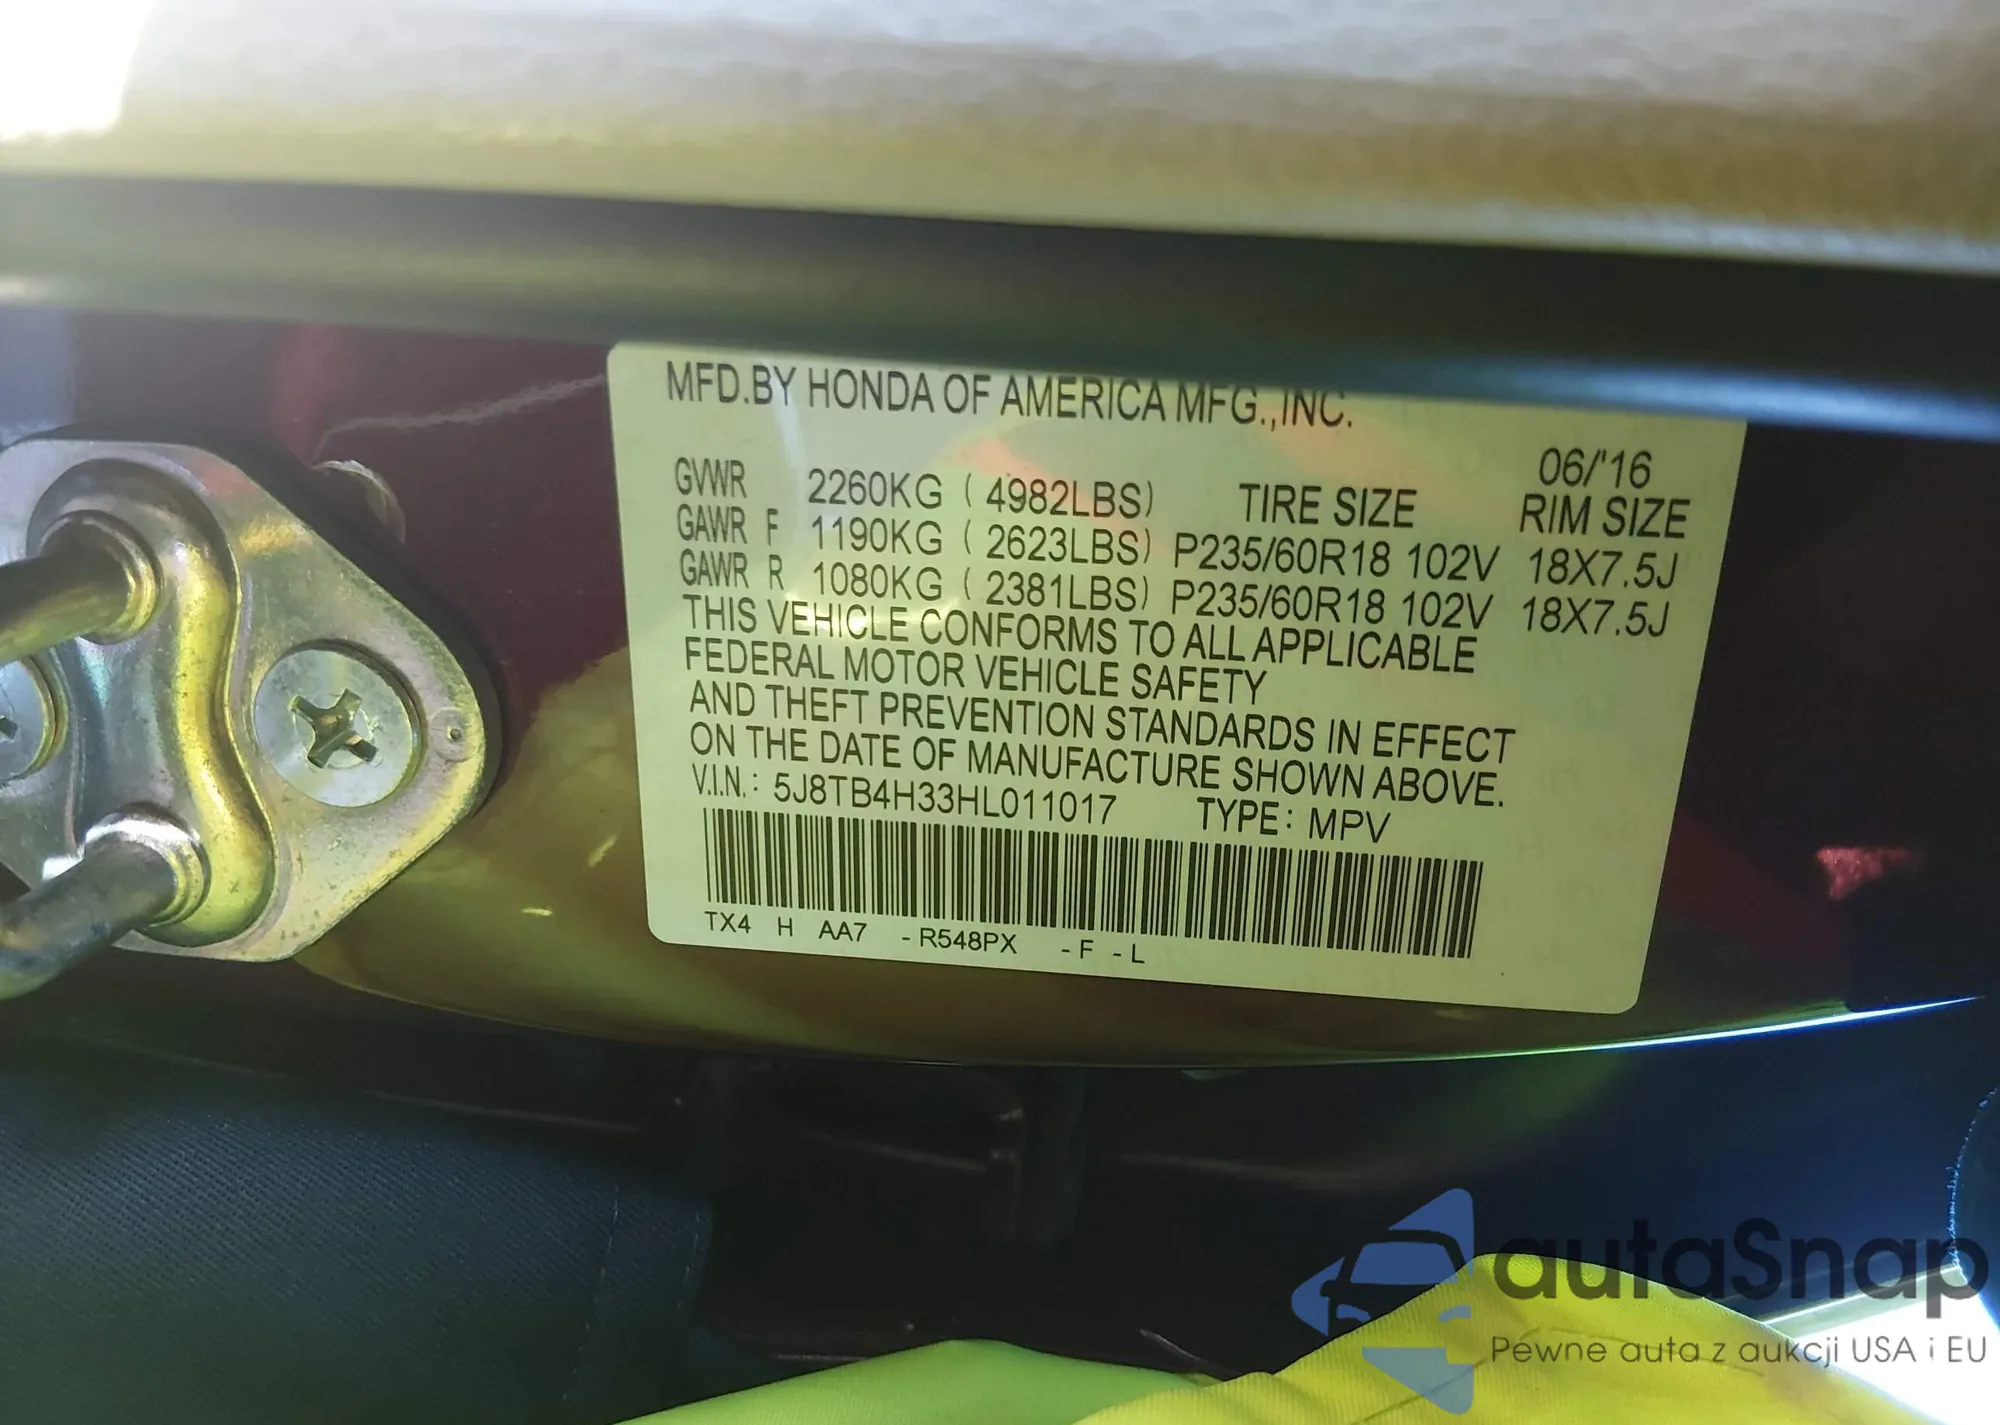 MFD.BY HONDA OF AMERICA MFG.,INC.
06/'16
GVWR 2260KG ( 4982LBS) TIRE SIZE RIM SIZE
GAWR F 1190KG ( 2623LBS) P235/60R18 102V 18X7.5J
GAWR R 1080KG ( 2381LBS) P235/60R18 102V 18X7.5J
THIS VEHICLE CONFORMS TO ALL APPLICABLE
FEDERAL MOTOR VEHICLE SAFETY
AND THEFT PREVENTION STANDARDS IN EFFECT
ON THE DATE OF MANUFACTURE SHOWN ABOVE.
V.I.N.: 5J8TB4H33HL011017 TYPE: MPV
TX4 H AA7 -R548PX -F -L
autaSnap
Pewne auta z aukcji USA i EU